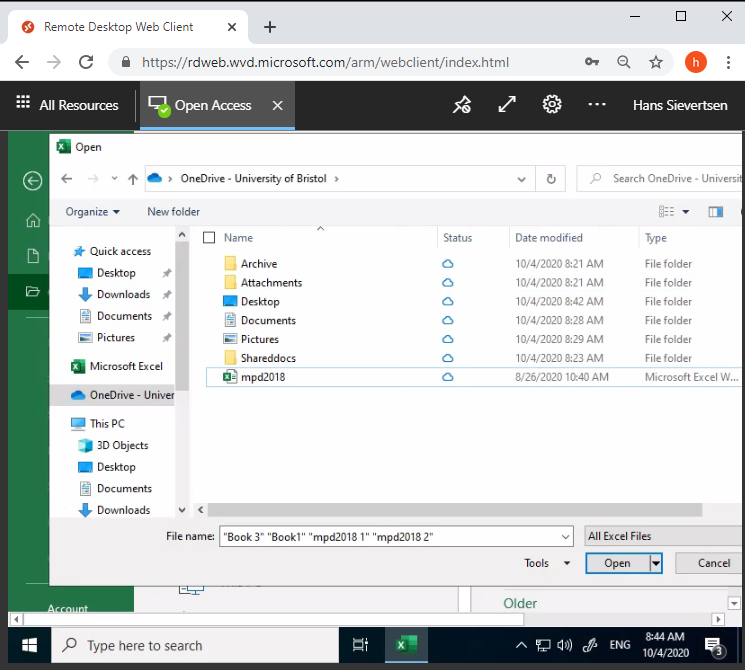 Remote Desktop Web Client
https://rdweb.wvd.microsoft.com/arm/webclient/index.html
h
All Resources
Open Access
Hans Sievertsen
Open
OneDrive - University of Bristol
Search OneDrive - Universit
Organize
New folder
Name Status Date modified Type
Quick access
Desktop
Downloads
Documents
Pictures
Microsoft Excel
OneDrive - Univer
This PC
3D Objects
Desktop
Documents
Downloads
Archive 10/4/2020 8:21 AM File folder
Attachments 10/4/2020 8:21 AM File folder
Desktop 10/4/2020 8:42 AM File folder
Documents 10/4/2020 8:28 AM File folder
Pictures 10/4/2020 8:29 AM File folder
Shareddocs 10/4/2020 8:23 AM File folder
mpd2018 8/26/2020 10:40 AM Microsoft Excel W...
File name: "Book 3" "Book1" "mpd2018 1" "mpd2018 2"
All Excel Files
Tools Open Cancel
Account
Older
Type here to search
ENG
8:44 AM
10/4/2020
3